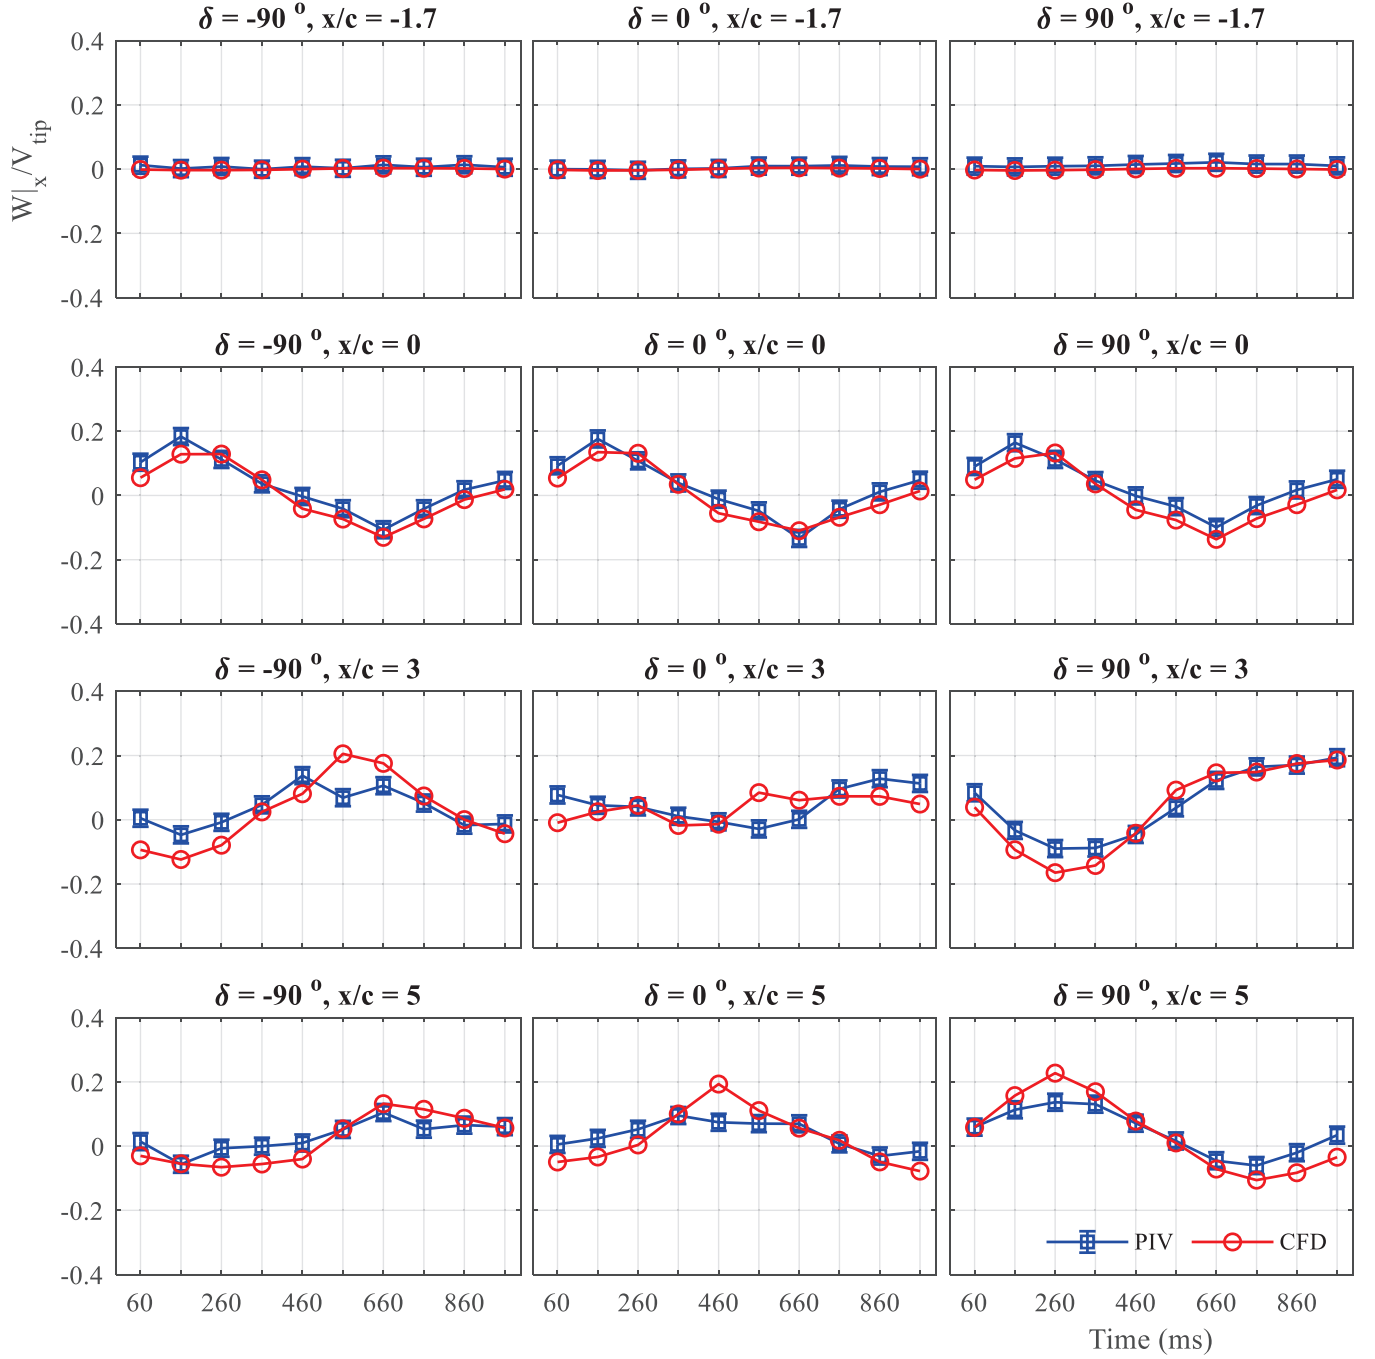 δ = -90 °, x/c = -1.7
δ = 0 °, x/c = -1.7
δ = 90 °, x/c = -1.7
0.4
0.2
0
-0.2
-0.4
W|x/Vtip
δ = -90 °, x/c = 0
δ = 0 °, x/c = 0
δ = 90 °, x/c = 0
0.4
0.2
0
-0.2
-0.4
δ = -90 °, x/c = 3
δ = 0 °, x/c = 3
δ = 90 °, x/c = 3
0.4
0.2
0
-0.2
-0.4
δ = -90 °, x/c = 5
δ = 0 °, x/c = 5
δ = 90 °, x/c = 5
0.4
0.2
0
-0.2
-0.4
PIV CFD
60 260 460 660 860
60 260 460 660 860
60 260 460 660 860
Time (ms)